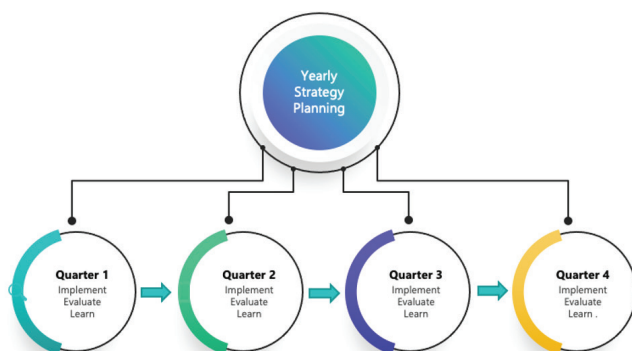 Yearly
Strategy
Planning
Quarter 1
Implement
Evaluate
Learn
Quarter 2
Implement
Evaluate
Learn
Quarter 3
Implement
Evaluate
Learn
Quarter 4
Implement
Evaluate
Learn .